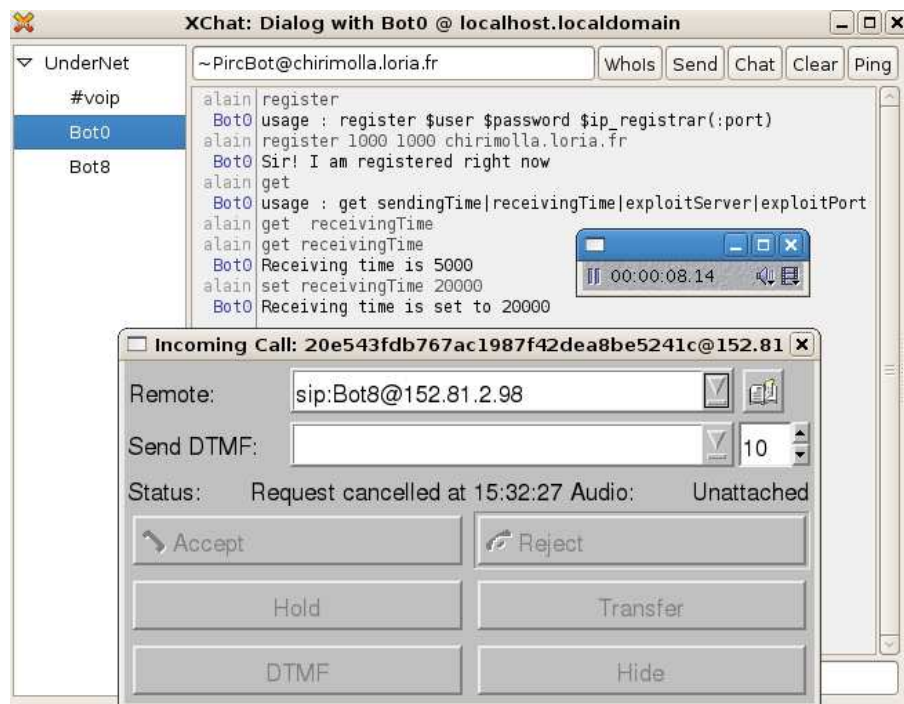 XChat: Dialog with Bot0 @ localhost.localdomain
UnderNet
#voip
Bot0
Bot8
~PircBot@chirimolla.loria.fr
WhoIs Send Chat Clear Ping
alain register
Bot0 usage : register $user $password $ip_registrar(:port)
alain register 1000 1000 chirimolla.loria.fr
Bot0 Sir! I am registered right now
alain get
Bot0 usage : get sendingTime|receivingTime|exploitServer|exploitPort
alain get  receivingTime
alain get receivingTime
Bot0 Receiving time is 5000
alain set receivingTime 20000
Bot0 Receiving time is set to 20000
00:00:08.14
Incoming Call: 20e543fdb767ac1987f42dea8be5241c@152.81
Remote: sip:Bot8@152.81.2.98
Send DTMF: 10
Status: Request cancelled at 15:32:27 Audio: Unattached
Accept Reject
Hold Transfer
DTMF Hide